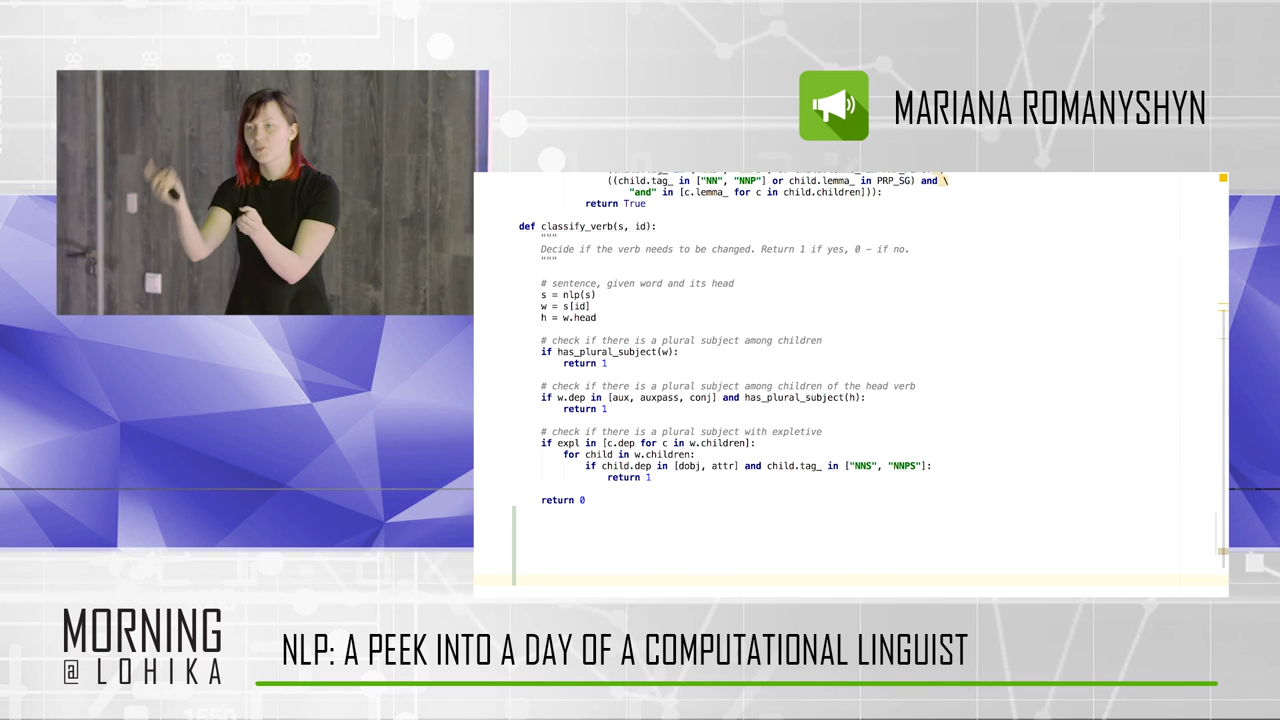 MARIANA ROMANYSHYN
((child.tag_ in ["NN", "NNP"] or child.lemma_ in PRP_SG) and \
"and" in [c.lemma_ for c in child.children]):
return True
def classify_verb(s, id):
"""
Decide if the verb needs to be changed. Return 1 if yes, 0 - if no.
"""
# sentence, given word and its head
s = nlp(s)
w = s[id]
h = w.head
# check if there is a plural subject among children
if has_plural_subject(w):
return 1
# check if there is a plural subject among children of the head verb
if w.dep in [aux, auxpass, conj] and has_plural_subject(h):
return 1
# check if there is a plural subject with expletive
if expl in [c.dep for c in w.children]:
for child in w.children:
if child.dep in [dobj, attr] and child.tag_ in ["NNS", "NNPS"]:
return 1
return 0
MORNING
@ LOHIKA
NLP: A PEEK INTO A DAY OF A COMPUTATIONAL LINGUIST